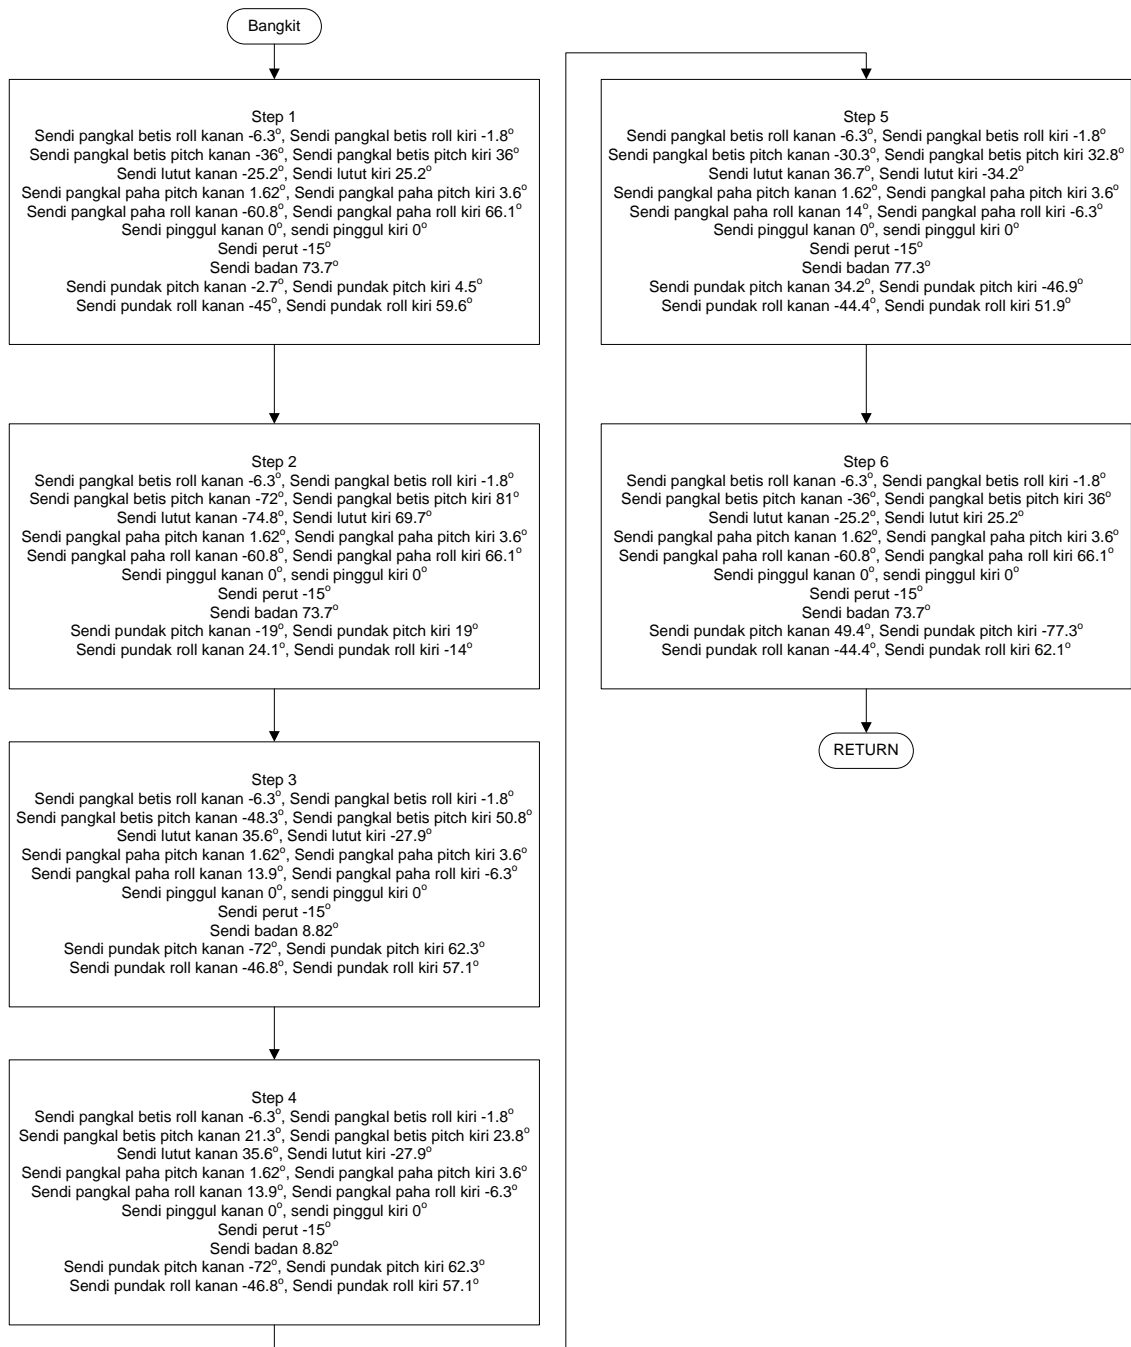 Bangkit
Step 1
Sendi pangkal betis roll kanan -6.3°, Sendi pangkal betis roll kiri -1.8°
Sendi pangkal betis pitch kanan -36°, Sendi pangkal betis pitch kiri 36°
Sendi lutut kanan -25.2°, Sendi lutut kiri 25.2°
Sendi pangkal paha pitch kanan 1.62°, Sendi pangkal paha pitch kiri 3.6°
Sendi pangkal paha roll kanan -60.8°, Sendi pangkal paha roll kiri 66.1°
Sendi pinggul kanan 0°, sendi pinggul kiri 0°
Sendi perut -15°
Sendi badan 73.7°
Sendi pundak pitch kanan -2.7°, Sendi pundak pitch kiri 4.5°
Sendi pundak roll kanan -45°, Sendi pundak roll kiri 59.6°
Step 2
Sendi pangkal betis roll kanan -6.3°, Sendi pangkal betis roll kiri -1.8°
Sendi pangkal betis pitch kanan -72°, Sendi pangkal betis pitch kiri 81°
Sendi lutut kanan -74.8°, Sendi lutut kiri 69.7°
Sendi pangkal paha pitch kanan 1.62°, Sendi pangkal paha pitch kiri 3.6°
Sendi pangkal paha roll kanan -60.8°, Sendi pangkal paha roll kiri 66.1°
Sendi pinggul kanan 0°, sendi pinggul kiri 0°
Sendi perut -15°
Sendi badan 73.7°
Sendi pundak pitch kanan -19°, Sendi pundak pitch kiri 19°
Sendi pundak roll kanan 24.1°, Sendi pundak roll kiri -14°
Step 3
Sendi pangkal betis roll kanan -6.3°, Sendi pangkal betis roll kiri -1.8°
Sendi pangkal betis pitch kanan -48.3°, Sendi pangkal betis pitch kiri 50.8°
Sendi lutut kanan 35.6°, Sendi lutut kiri -27.9°
Sendi pangkal paha pitch kanan 1.62°, Sendi pangkal paha pitch kiri 3.6°
Sendi pangkal paha roll kanan 13.9°, Sendi pangkal paha roll kiri -6.3°
Sendi pinggul kanan 0°, sendi pinggul kiri 0°
Sendi perut -15°
Sendi badan 8.82°
Sendi pundak pitch kanan -72°, Sendi pundak pitch kiri 62.3°
Sendi pundak roll kanan -46.8°, Sendi pundak roll kiri 57.1°
Step 4
Sendi pangkal betis roll kanan -6.3°, Sendi pangkal betis roll kiri -1.8°
Sendi pangkal betis pitch kanan 21.3°, Sendi pangkal betis pitch kiri 23.8°
Sendi lutut kanan 35.6°, Sendi lutut kiri -27.9°
Sendi pangkal paha pitch kanan 1.62°, Sendi pangkal paha pitch kiri 3.6°
Sendi pangkal paha roll kanan 13.9°, Sendi pangkal paha roll kiri -6.3°
Sendi pinggul kanan 0°, sendi pinggul kiri 0°
Sendi perut -15°
Sendi badan 8.82°
Sendi pundak pitch kanan -72°, Sendi pundak pitch kiri 62.3°
Sendi pundak roll kanan -46.8°, Sendi pundak roll kiri 57.1°
Step 5
Sendi pangkal betis roll kanan -6.3°, Sendi pangkal betis roll kiri -1.8°
Sendi pangkal betis pitch kanan -30.3°, Sendi pangkal betis pitch kiri 32.8°
Sendi lutut kanan 36.7°, Sendi lutut kiri -34.2°
Sendi pangkal paha pitch kanan 1.62°, Sendi pangkal paha pitch kiri 3.6°
Sendi pangkal paha roll kanan 14°, Sendi pangkal paha roll kiri -6.3°
Sendi pinggul kanan 0°, sendi pinggul kiri 0°
Sendi perut -15°
Sendi badan 77.3°
Sendi pundak pitch kanan 34.2°, Sendi pundak pitch kiri -46.9°
Sendi pundak roll kanan -44.4°, Sendi pundak roll kiri 51.9°
Step 6
Sendi pangkal betis roll kanan -6.3°, Sendi pangkal betis roll kiri -1.8°
Sendi pangkal betis pitch kanan -36°, Sendi pangkal betis pitch kiri 36°
Sendi lutut kanan -25.2°, Sendi lutut kiri 25.2°
Sendi pangkal paha pitch kanan 1.62°, Sendi pangkal paha pitch kiri 3.6°
Sendi pangkal paha roll kanan -60.8°, Sendi pangkal paha roll kiri 66.1°
Sendi pinggul kanan 0°, sendi pinggul kiri 0°
Sendi perut -15°
Sendi badan 73.7°
Sendi pundak pitch kanan 49.4°, Sendi pundak pitch kiri -77.3°
Sendi pundak roll kanan -44.4°, Sendi pundak roll kiri 62.1°
RETURN